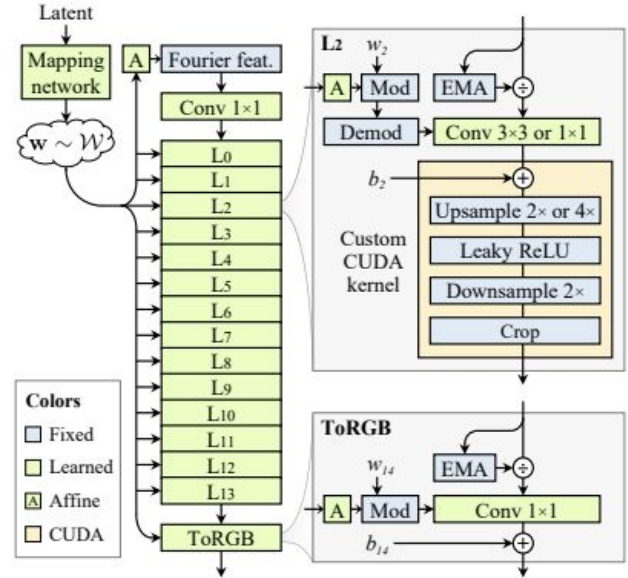 Latent
Mapping
network
w ~ W
A
Fourier feat.
Conv 1×1
L0
L1
L2
L3
L4
L5
L6
L7
L8
L9
L10
L11
L12
L13
ToRGB
Colors
Fixed
Learned
A Affine
CUDA
L2
w2
A
Mod
EMA
÷
Demod
Conv 3×3 or 1×1
b2
+
Upsample 2× or 4×
Leaky ReLU
Downsample 2×
Crop
Custom
CUDA
kernel
ToRGB
EMA
÷
w14
A
Mod
Conv 1×1
b14
+